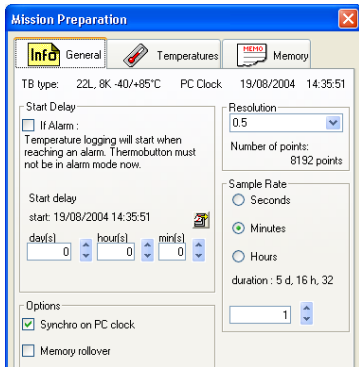 Mission Preparation
Info General Temperatures MEMO Memory
TB type: 22L, 8K -40/+85°C PC Clock 19/08/2004 14:35:51
Start Delay
If Alarm :
Temperature logging will start when
reaching an alarm. Thermobutton must
not be in alarm mode now.
Start delay
start: 19/08/2004 14:35:51
day(s) hour(s) min(s)
0 0 0
Options
Synchro on PC clock
Memory rollover
Resolution
0.5
Number of points:
8192 points
Sample Rate
Seconds
Minutes
Hours
duration : 5 d, 16 h, 32
1